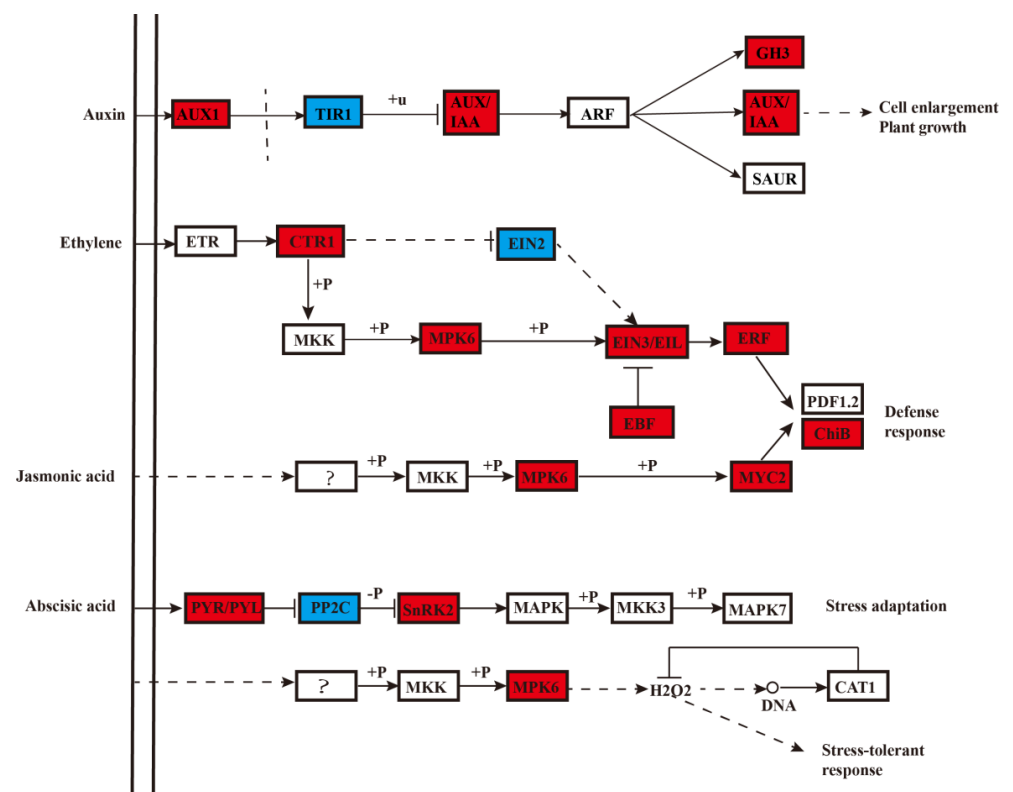 GH3
Auxin
AUX1
TIR1
+u
AUX/
IAA
ARF
AUX/
IAA
Cell enlargement
Plant growth
SAUR
Ethylene
ETR
CTR1
EIN2
+P
MKK
+P
MPK6
+P
EIN3/EIL
ERF
EBF
PDF1.2
ChiB
Defense
response
Jasmonic acid
?
+P
MKK
+P
MPK6
+P
MYC2
Abscisic acid
PYR/PYL
PP2C
-P
SnRK2
MAPK
+P
MKK3
+P
MAPK7
Stress adaptation
?
+P
MKK
+P
MPK6
H2O2
DNA
CAT1
Stress-tolerant
response